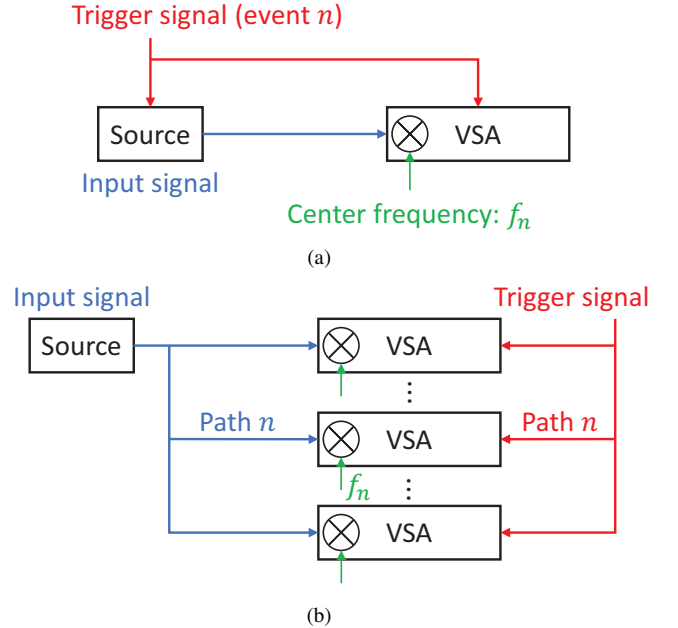 Trigger signal (event n)
Source
VSA
Input signal
Center frequency: fₙ
(a)
Input signal
Trigger signal
Source
VSA
⋮
Path n
VSA
Path n
fₙ
⋮
VSA
(b)